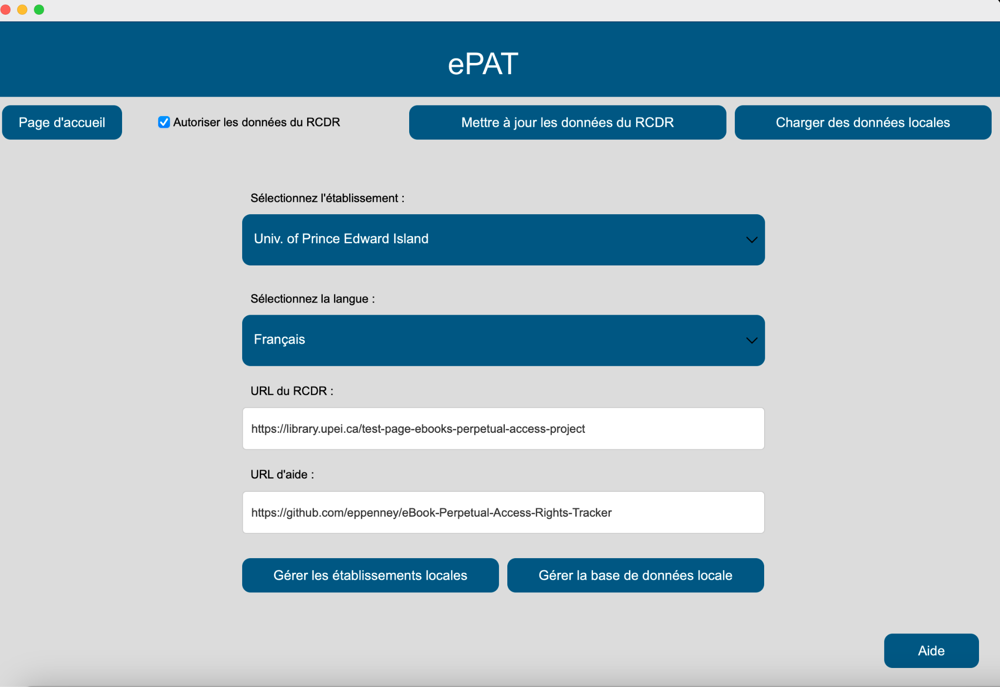 ePAT
Page d'accueil
Autoriser les données du RCDR
Mettre à jour les données du RCDR
Charger des données locales
Sélectionnez l'établissement :
Univ. of Prince Edward Island
Sélectionnez la langue :
Français
URL du RCDR :
https://library.upei.ca/test-page-ebooks-perpetual-access-project
URL d'aide :
https://github.com/eppenney/eBook-Perpetual-Access-Rights-Tracker
Gérer les établissements locales
Gérer la base de données locale
Aide